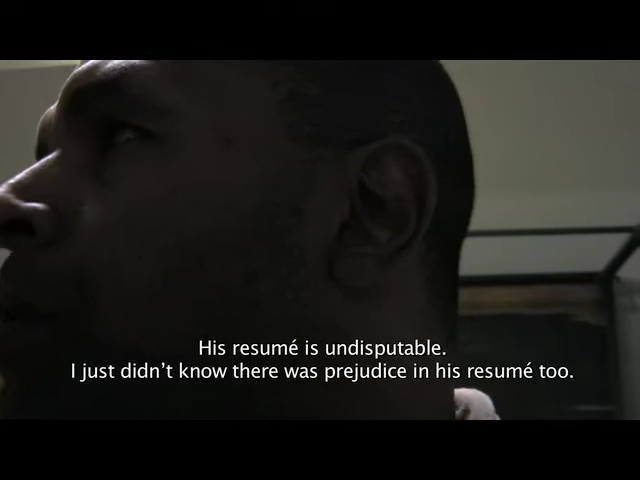 His resumé is undisputable.
I just didn't know there was prejudice in his resumé too.